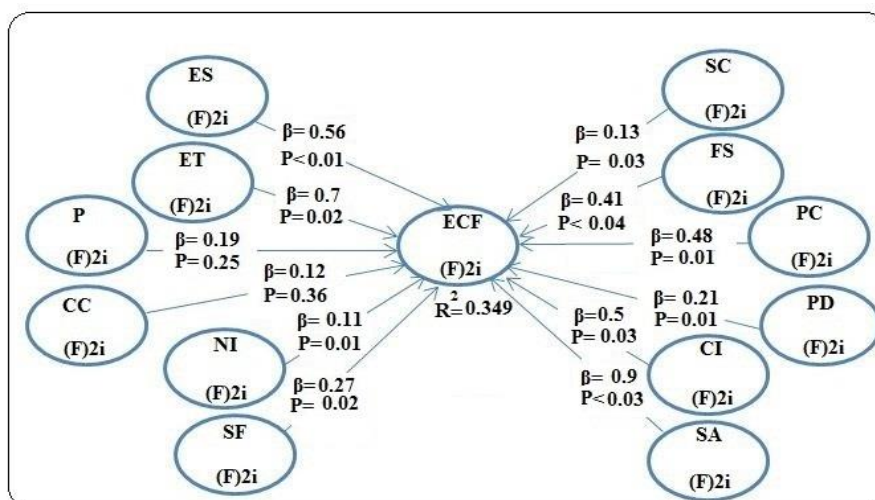 ES
(F)2i
β= 0.56
P<0.01
ET
(F)2i
β= 0.7
P= 0.02
P
(F)2i
β= 0.19
P= 0.25
CC
(F)2i
β= 0.12
P= 0.36
NI
(F)2i
β= 0.11
P= 0.01
SF
(F)2i
β= 0.27
P= 0.02
ECF
(F)2i
R²= 0.349
SC
(F)2i
β= 0.13
P= 0.03
FS
(F)2i
β= 0.41
P< 0.04
PC
(F)2i
β= 0.48
P= 0.01
PD
(F)2i
β= 0.21
P= 0.01
CI
(F)2i
β= 0.5
P= 0.03
SA
(F)2i
β= 0.9
P<0.03